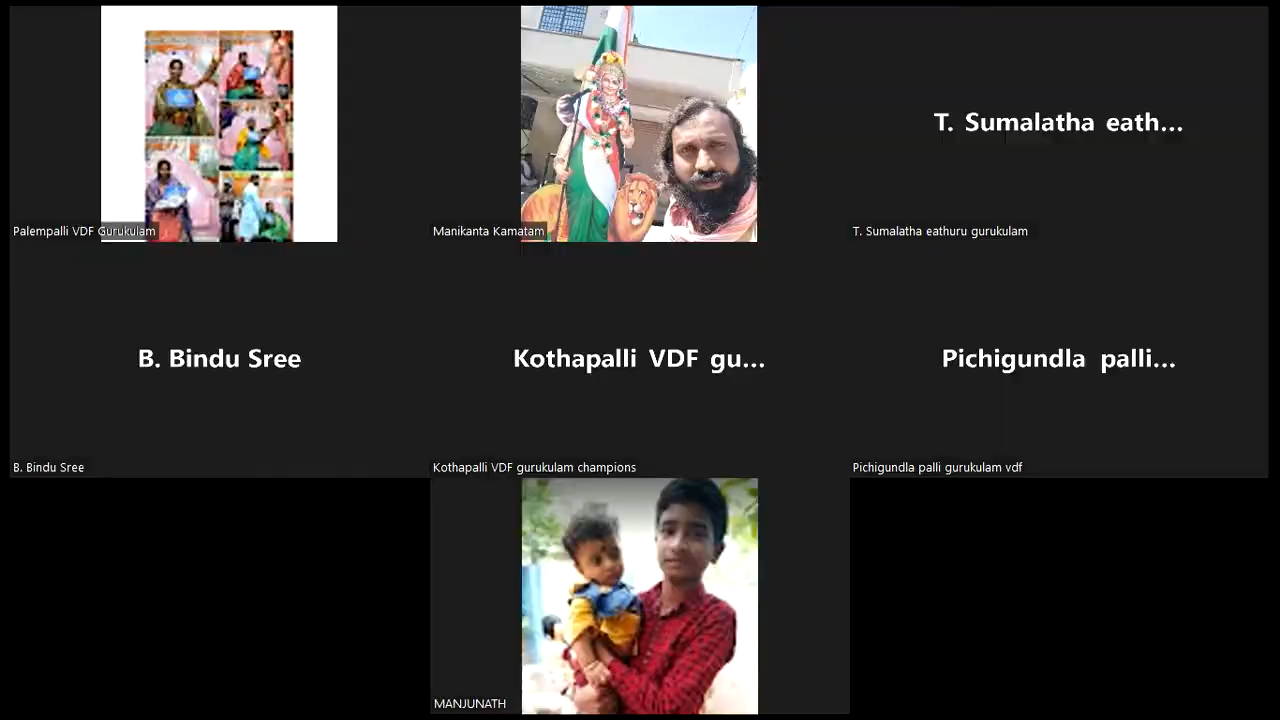 T. Sumalatha eath...
Palempalli VDF Gurukulam
Manikanta Kamatam
T. Sumalatha eathuru gurukulam
B. Bindu Sree
Kothapalli VDF gu...
Pichigundla palli...
B. Bindu Sree
Kothapalli VDF gurukulam champions
Pichigundla palli gurukulam vdf
MANJUNATH